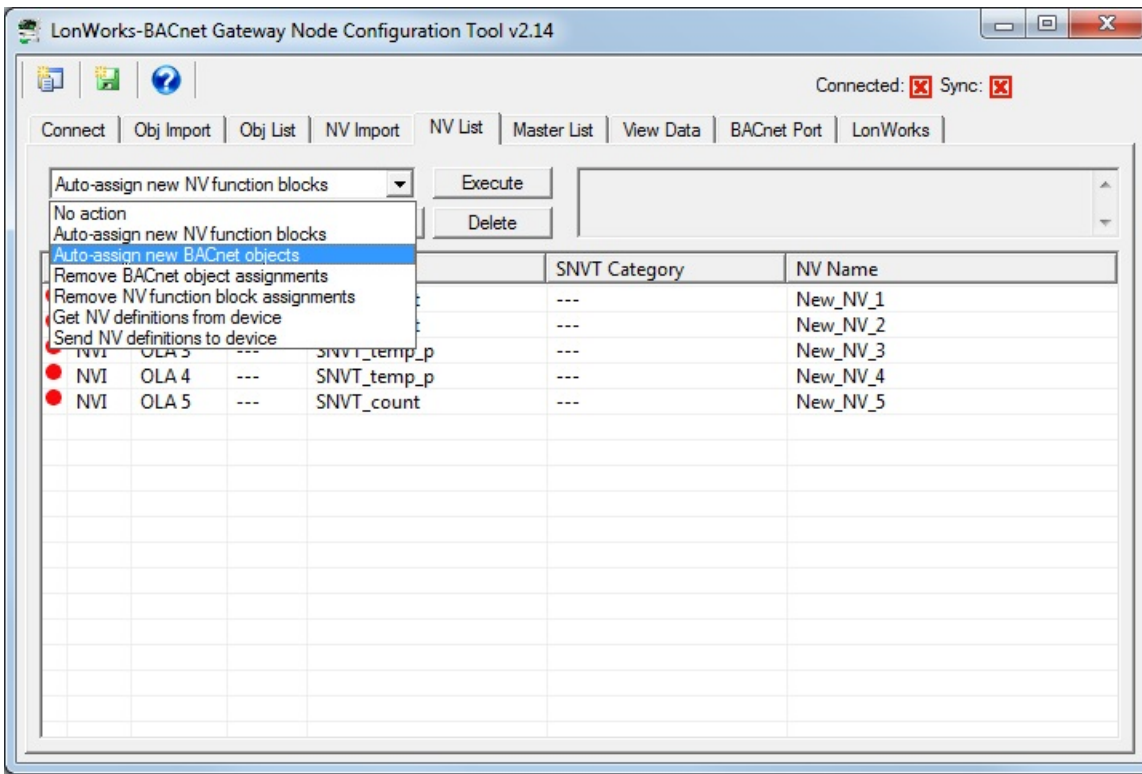 LonWorks-BACnet Gateway Node Configuration Tool v2.14
Connected: Sync:
Connect Obj Import Obj List NV Import NV List Master List View Data BACnet Port LonWorks
Auto-assign new NV function blocks Execute
No action
Auto-assign new NV function blocks Delete
Auto-assign new BACnet objects
Remove BACnet object assignments SNVT Category NV Name
Remove NV function block assignments --- New_NV_1
Get NV definitions from device --- New_NV_2
Send NV definitions to device
NVI OLA 3 --- SNVT_temp_p --- New_NV_3
NVI OLA 4 --- SNVT_temp_p --- New_NV_4
NVI OLA 5 --- SNVT_count --- New_NV_5